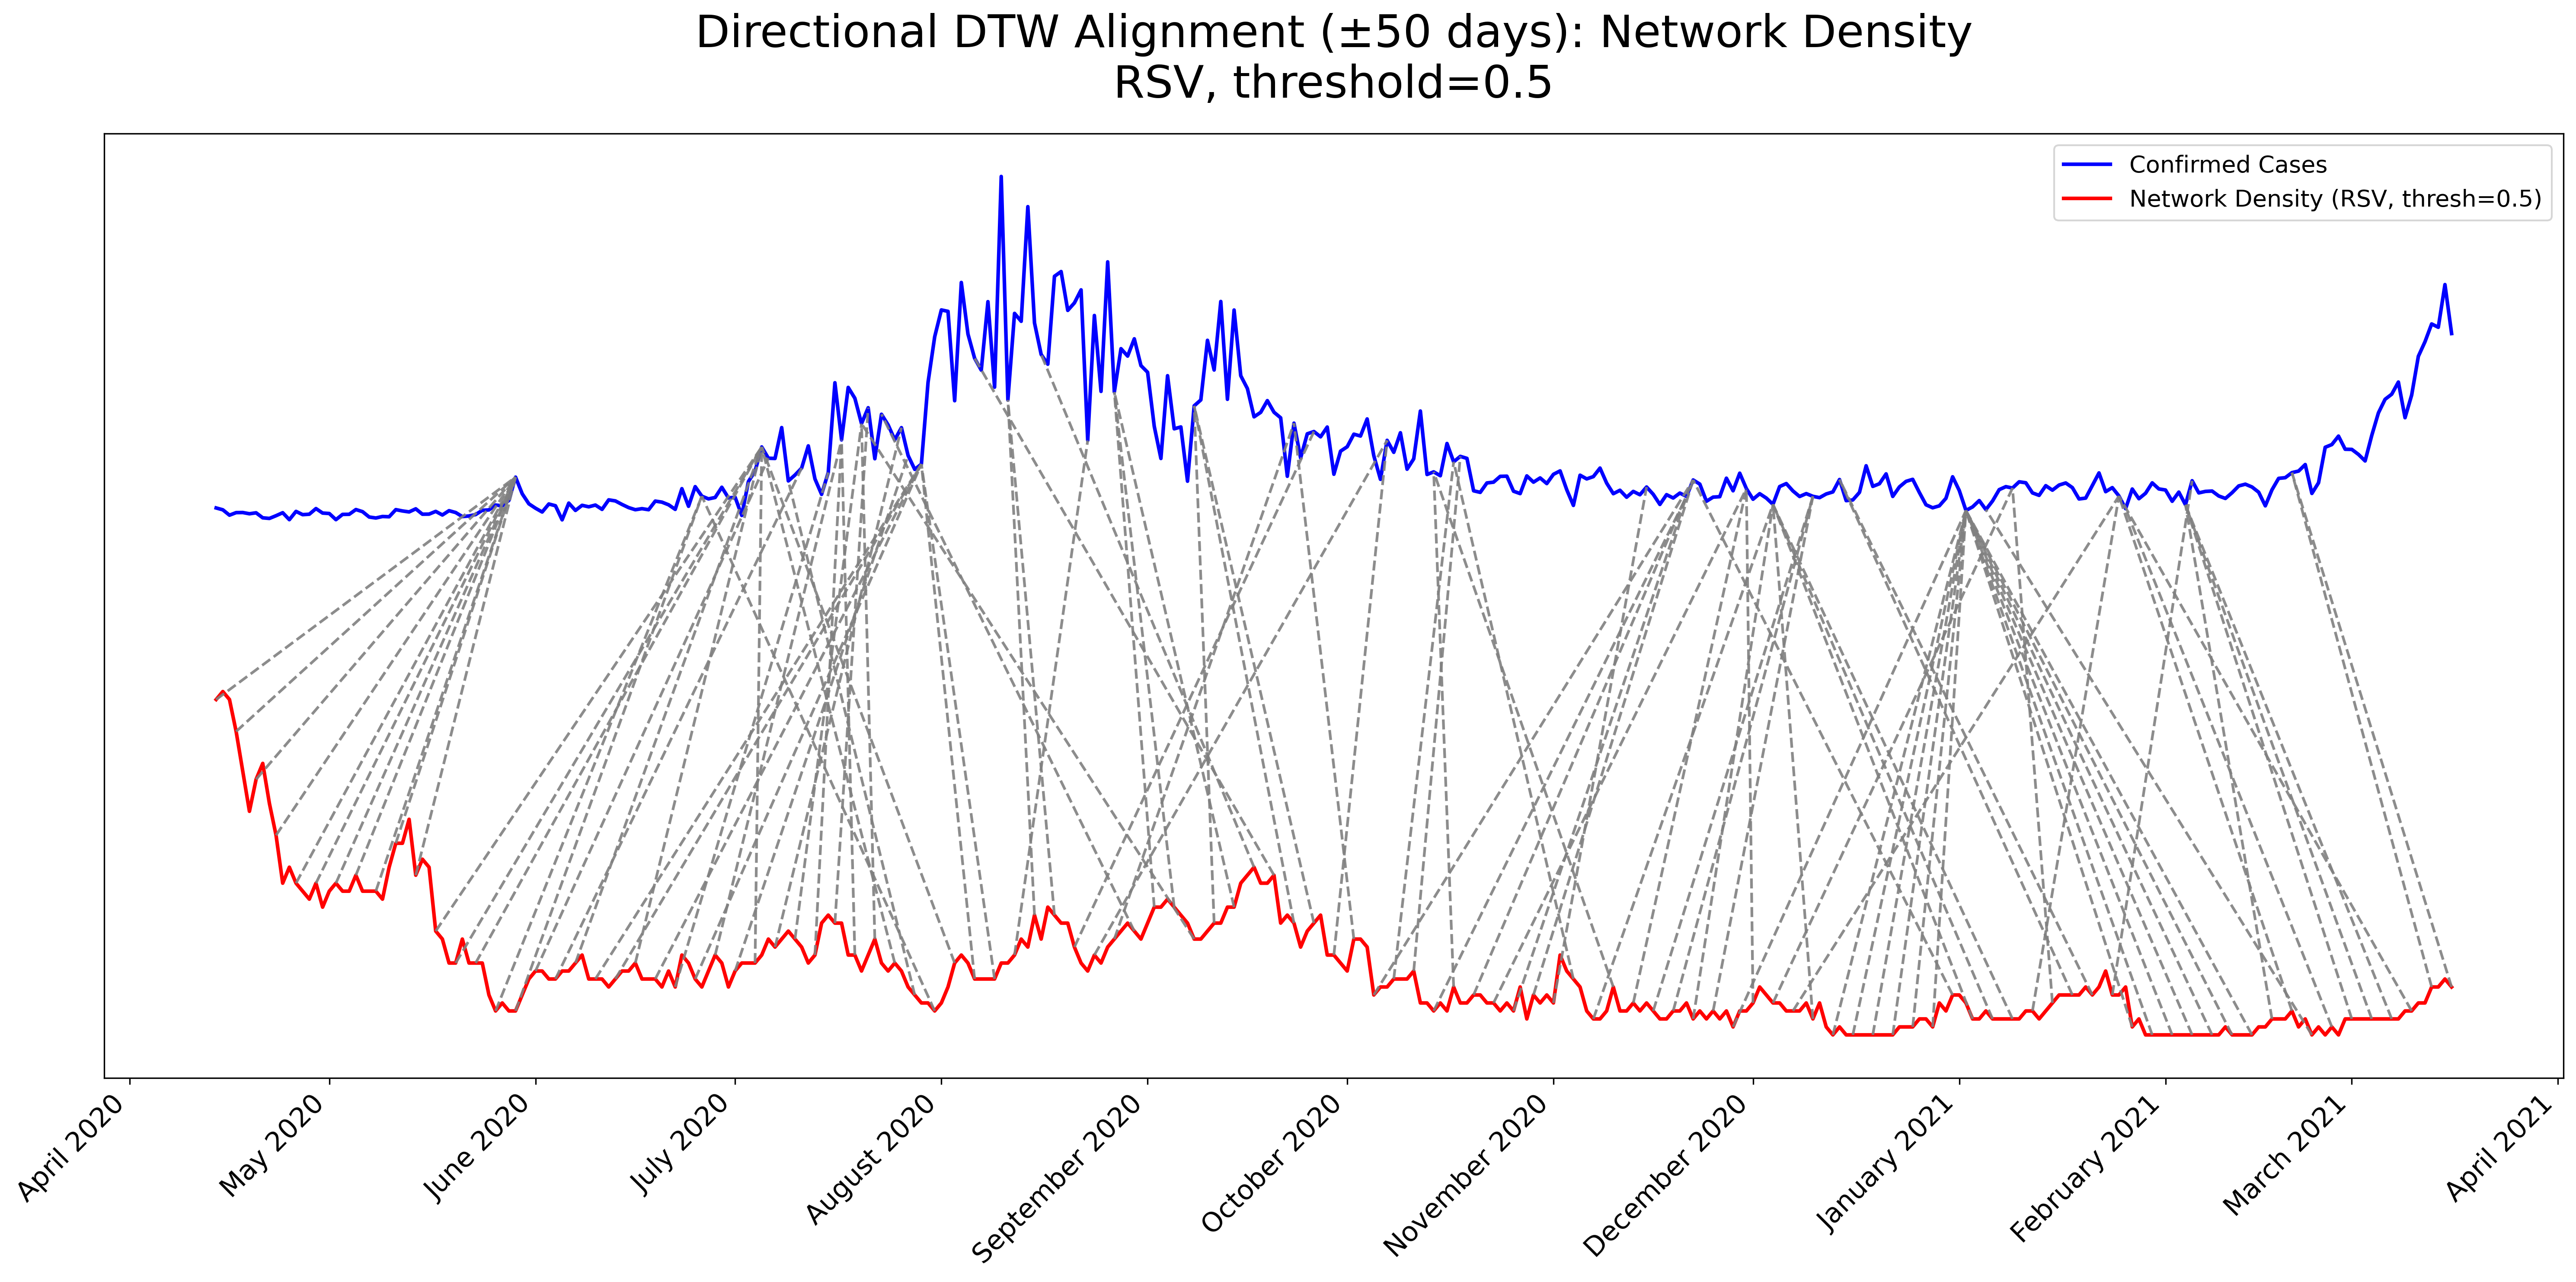 Directional DTW Alignment (±50 days): Network Density
RSV, threshold=0.5
Confirmed Cases
Network Density (RSV, thresh=0.5)
April 2020
May 2020
June 2020
July 2020
August 2020
September 2020
October 2020
November 2020
December 2020
January 2021
February 2021
March 2021
April 2021